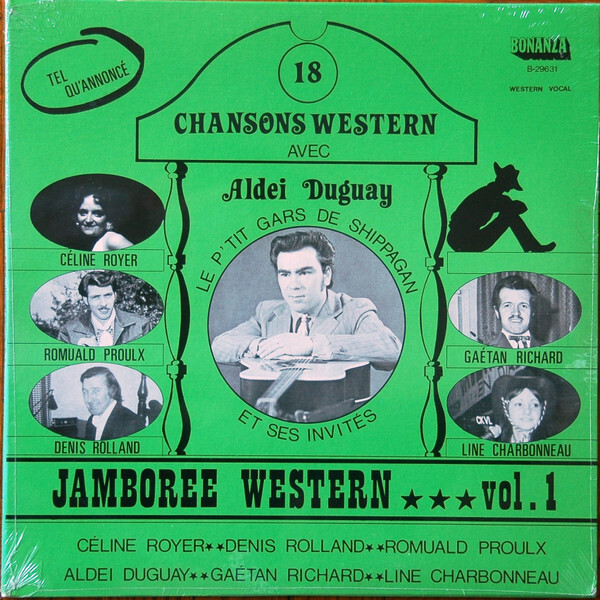 TEL
QU'ANNONCÉ
18
CHANSONS WESTERN
AVEC
Aldei Duguay
LE P'TIT GARS DE SHIPPAGAN
ET SES INVITÉS
BONANZA
B-29631
WESTERN VOCAL
CÉLINE ROYER
ROMUALD PROULX
DENIS ROLLAND
GAÉTAN RICHARD
CKVL
LINE CHARBONNEAU
JAMBOREE WESTERN ★★★ vol. 1
CÉLINE ROYER★★DENIS ROLLAND★★ROMUALD PROULX
ALDEI DUGUAY★★GAÉTAN RICHARD★★LINE CHARBONNEAU